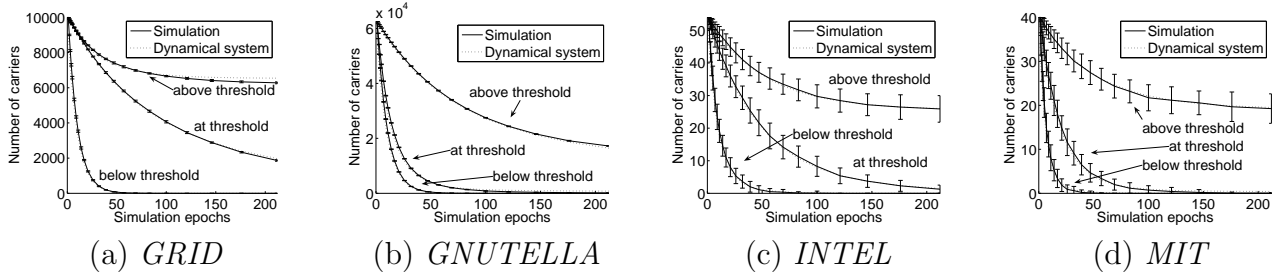 Number of carriers
10000
8000
6000
4000
2000
0
Simulation
Dynamical system
above threshold
at threshold
below threshold
0 50 100 150 200
Simulation epochs
(a) GRID
x 10⁴
Number of carriers
6
4
2
0
Simulation
Dynamical system
above threshold
at threshold
below threshold
0 50 100 150 200
Simulation epochs
(b) GNUTELLA
Number of carriers
50
40
30
20
10
0
Simulation
Dynamical system
above threshold
below threshold
at threshold
0 50 100 150 200
Simulation epochs
(c) INTEL
Number of carriers
40
30
20
10
0
Simulation
Dynamical system
above threshold
at threshold
below threshold
0 50 100 150 200
Simulation epochs
(d) MIT